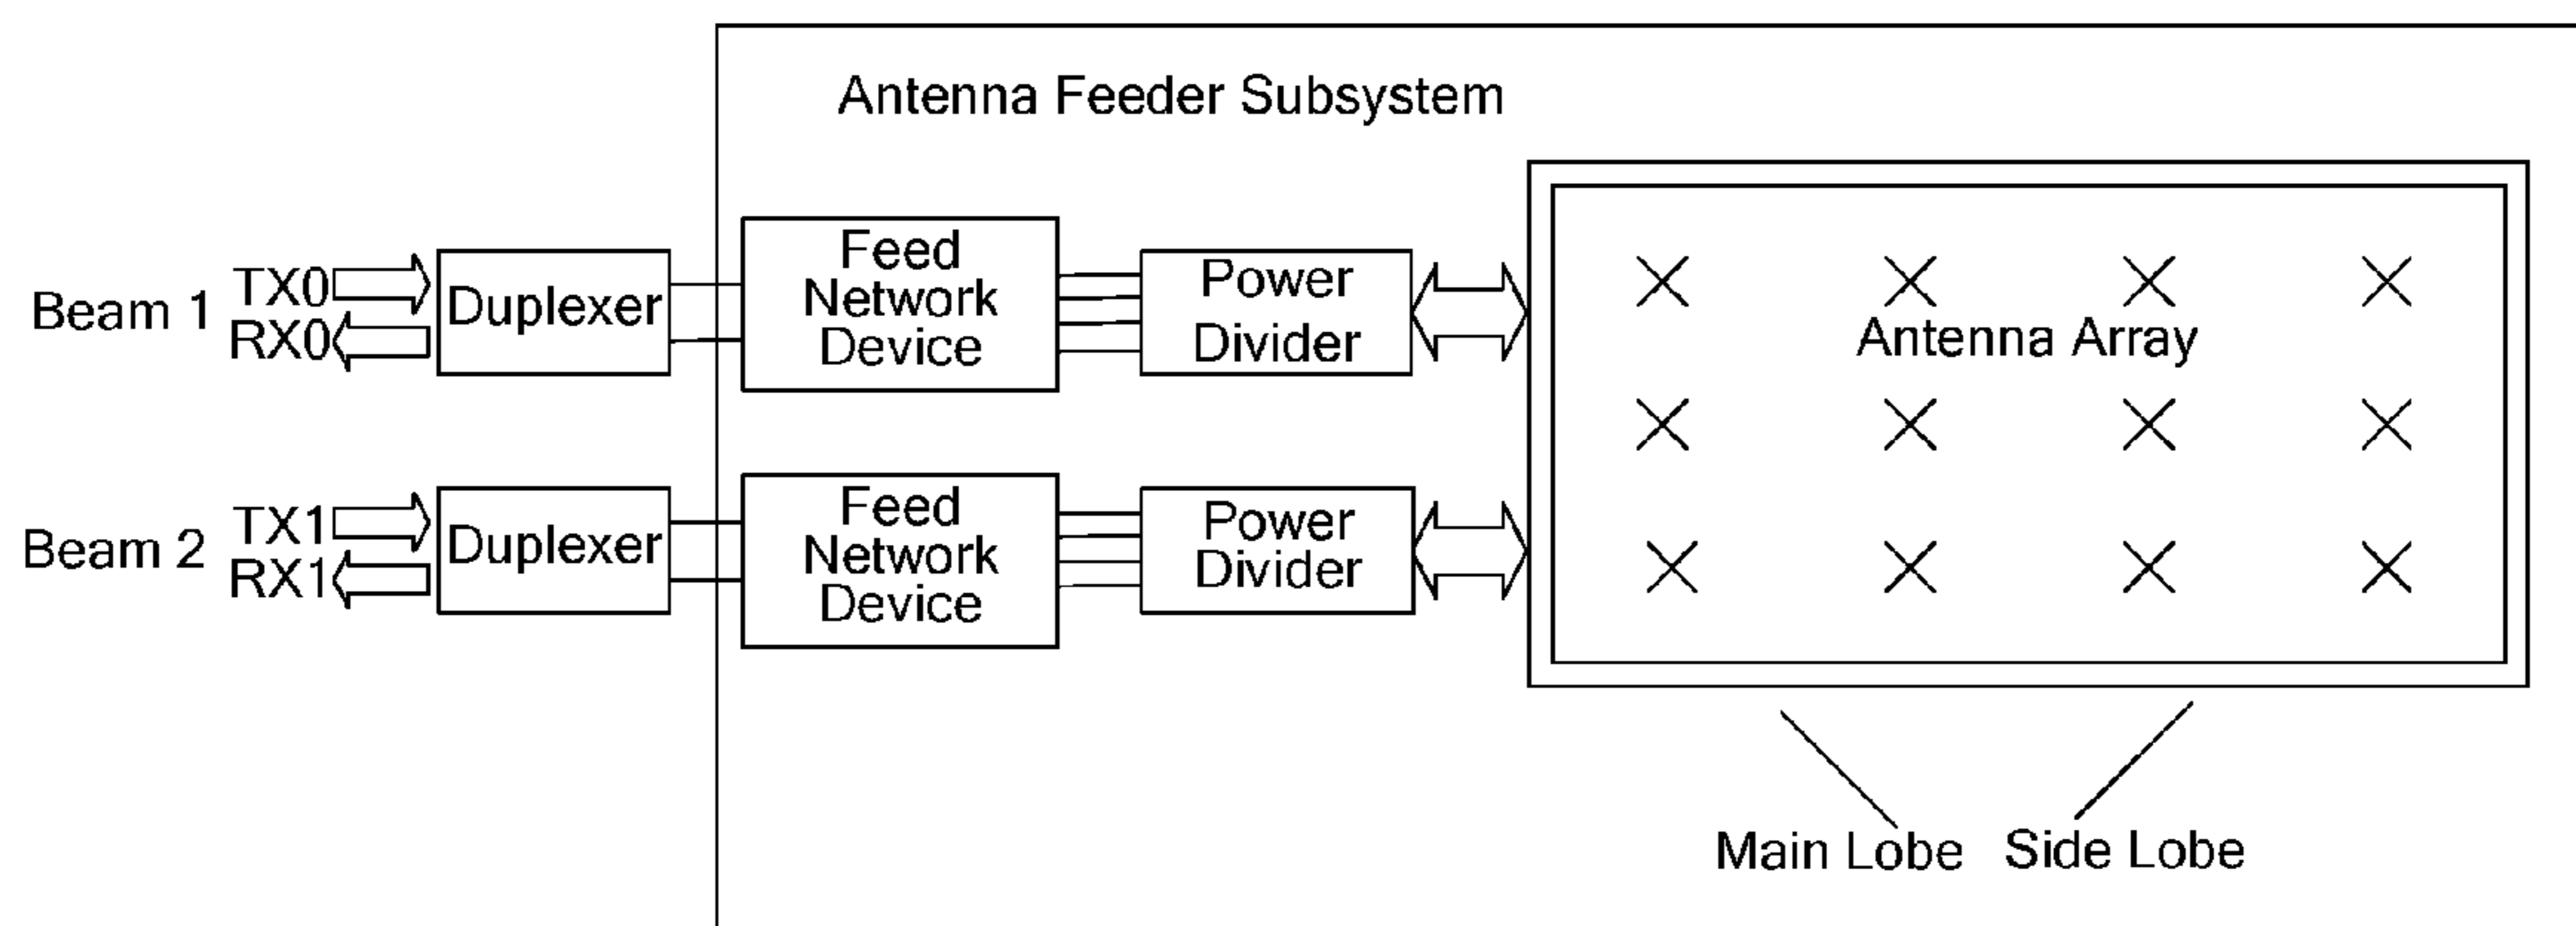 Antenna Feeder Subsystem
Beam 1
TX0
RX0
Duplexer
Feed
Network
Device
Power
Divider
Antenna Array
Beam 2
TX1
RX1
Duplexer
Feed
Network
Device
Power
Divider
Main Lobe
Side Lobe